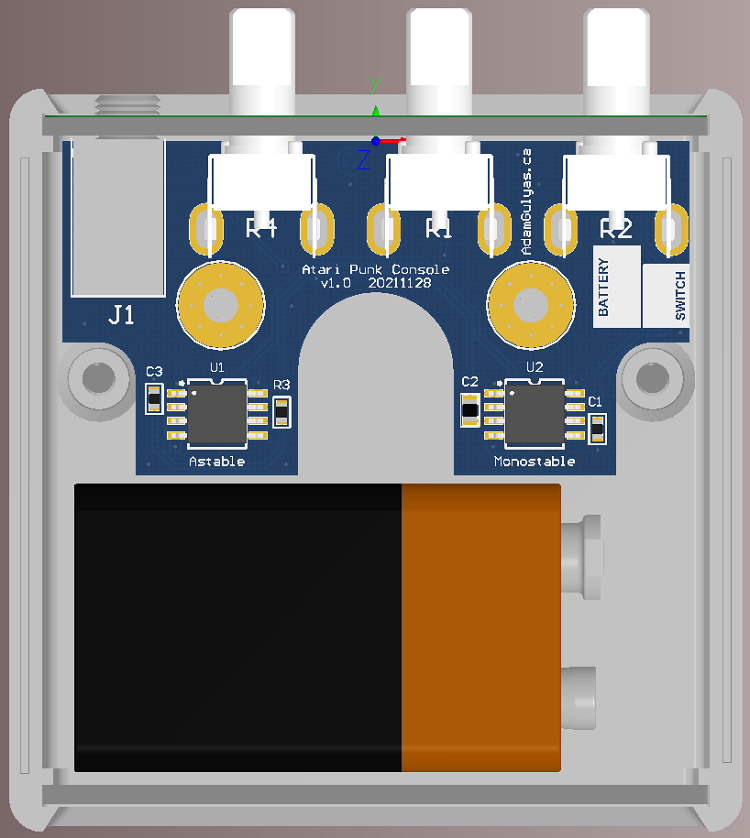 Y
Z
AdamGulyas.ca
R4
R1
R2
Atari Punk Console
v1.0 20211128
BATTERY
SWITCH
J1
U1
U2
C3
R3
C2
C1
Astable
Monostable